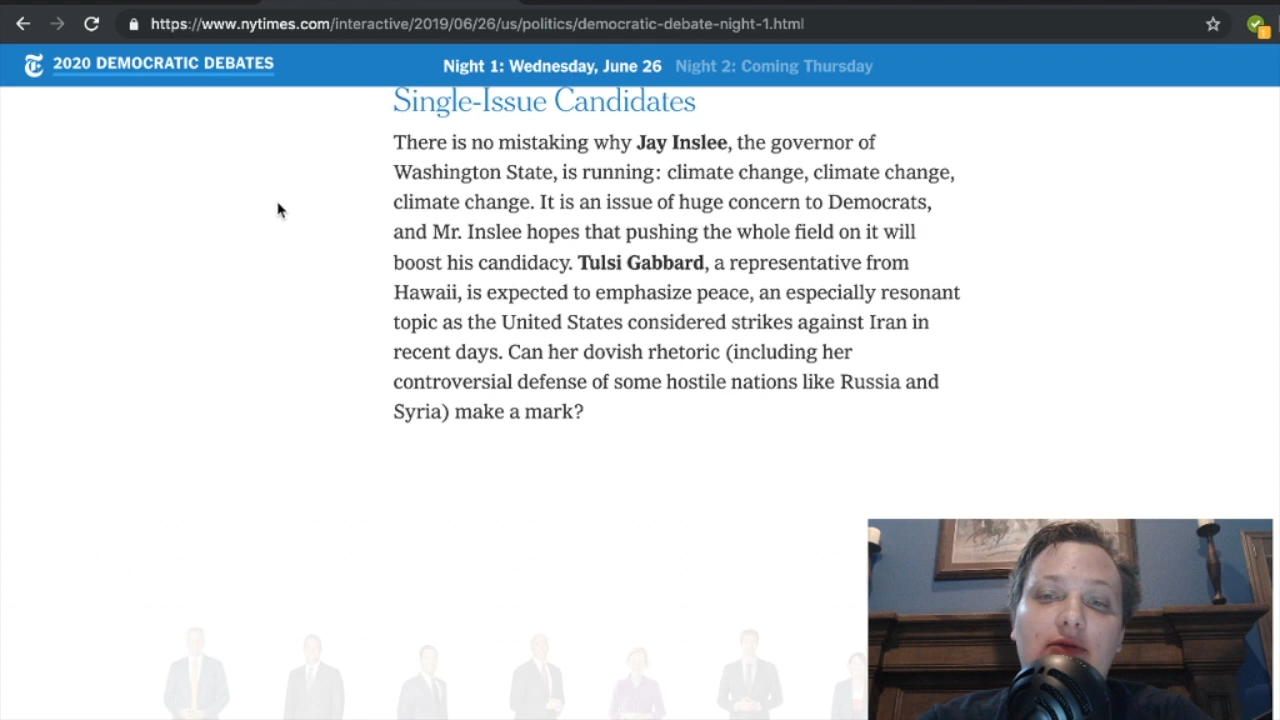 https://www.nytimes.com/interactive/2019/06/26/us/politics/democratic-debate-night-1.html
2020 DEMOCRATIC DEBATES
Night 1: Wednesday, June 26 Night 2: Coming Thursday
Single-Issue Candidates
There is no mistaking why Jay Inslee, the governor of
Washington State, is running: climate change, climate change,
climate change. It is an issue of huge concern to Democrats,
and Mr. Inslee hopes that pushing the whole field on it will
boost his candidacy. Tulsi Gabbard, a representative from
Hawaii, is expected to emphasize peace, an especially resonant
topic as the United States considered strikes against Iran in
recent days. Can her dovish rhetoric (including her
controversial defense of some hostile nations like Russia and
Syria) make a mark?